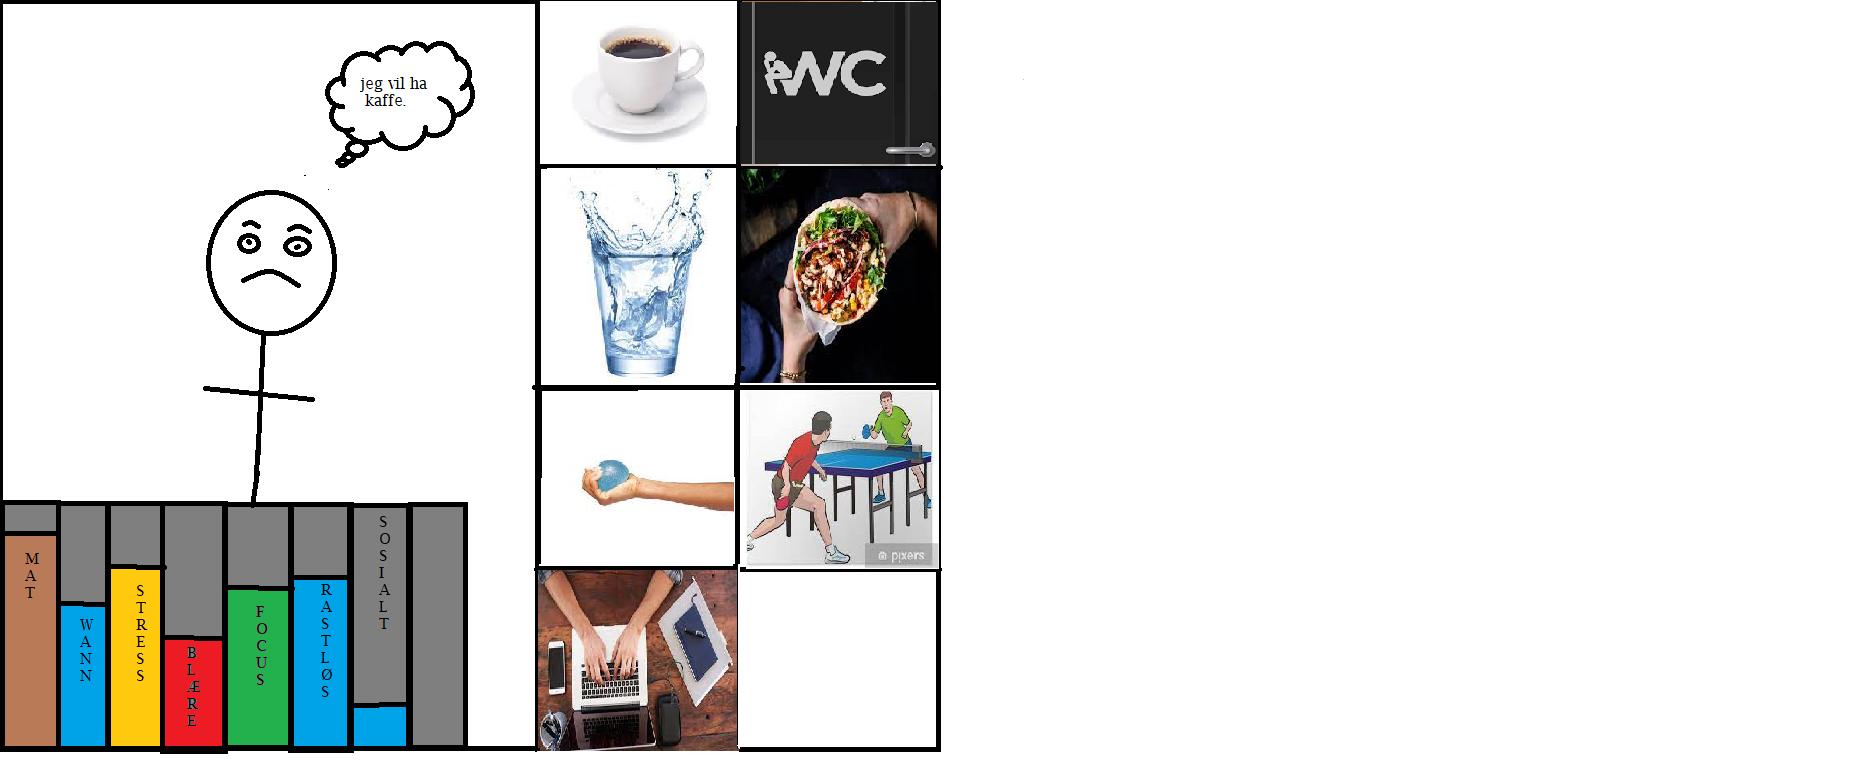 jeg vil ha
kaffe.
WC
MAT
WANN
STRESS
BLÆRE
FOCUS
RASTLØS
SOSIALT
pixers